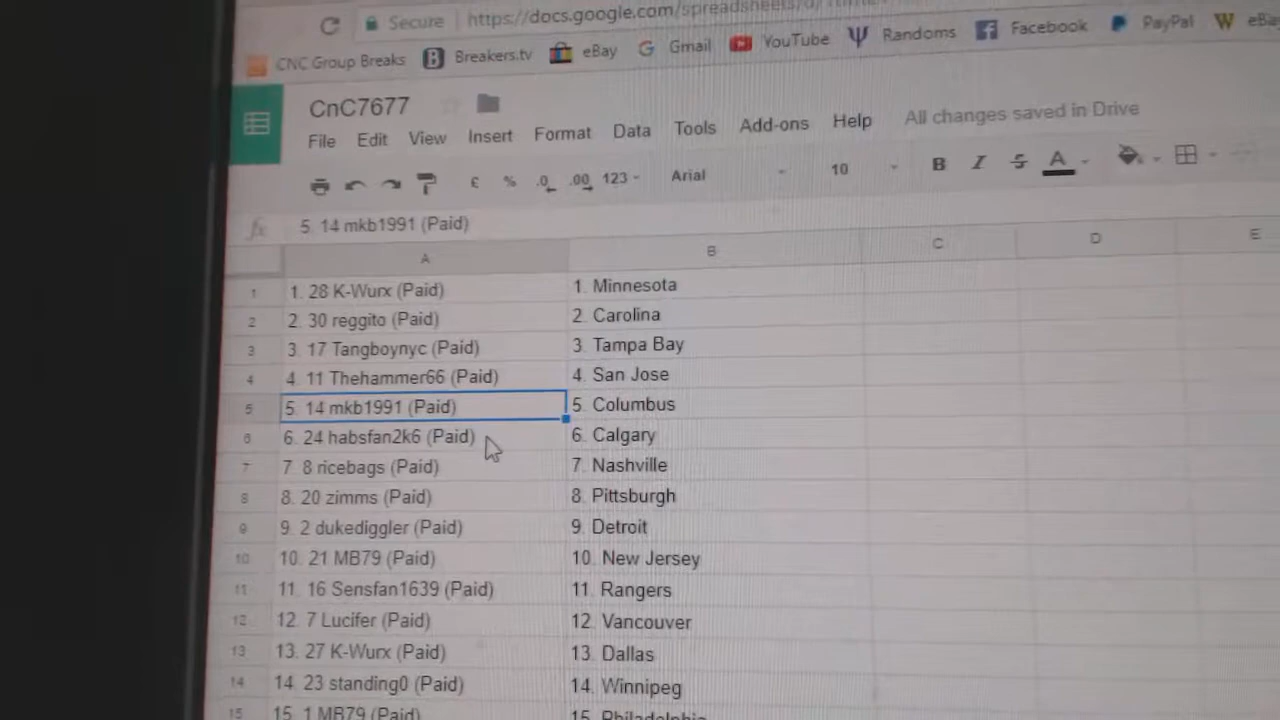 Secure https://docs.google.com/spreadsheets/d/
CNC Group Breaks Breakers.tv eBay Gmail YouTube Randoms Facebook PayPal
CnC7677
File Edit View Insert Format Data Tools Add-ons Help All changes saved in Drive
£ % .0 .00 123 Arial 10 B I S A
fx 5. 14 mkb1991 (Paid)
A B C D E
1 1. 28 K-Wurx (Paid) 1. Minnesota
2 2. 30 reggito (Paid) 2. Carolina
3 3. 17 Tangboynyc (Paid) 3. Tampa Bay
4 4. 11 Thehammer66 (Paid) 4. San Jose
5 5. 14 mkb1991 (Paid) 5. Columbus
6 6. 24 habsfan2k6 (Paid) 6. Calgary
7 7. 8 ricebags (Paid) 7. Nashville
8 8. 20 zimms (Paid) 8. Pittsburgh
9 9. 2 dukediggler (Paid) 9. Detroit
10 10. 21 MB79 (Paid) 10. New Jersey
11 11. 16 Sensfan1639 (Paid) 11. Rangers
12 12. 7 Lucifer (Paid) 12. Vancouver
13 13. 27 K-Wurx (Paid) 13. Dallas
14 14. 23 standing0 (Paid) 14. Winnipeg
15 15. 1 MB79 (Paid) 15. Philadelphia